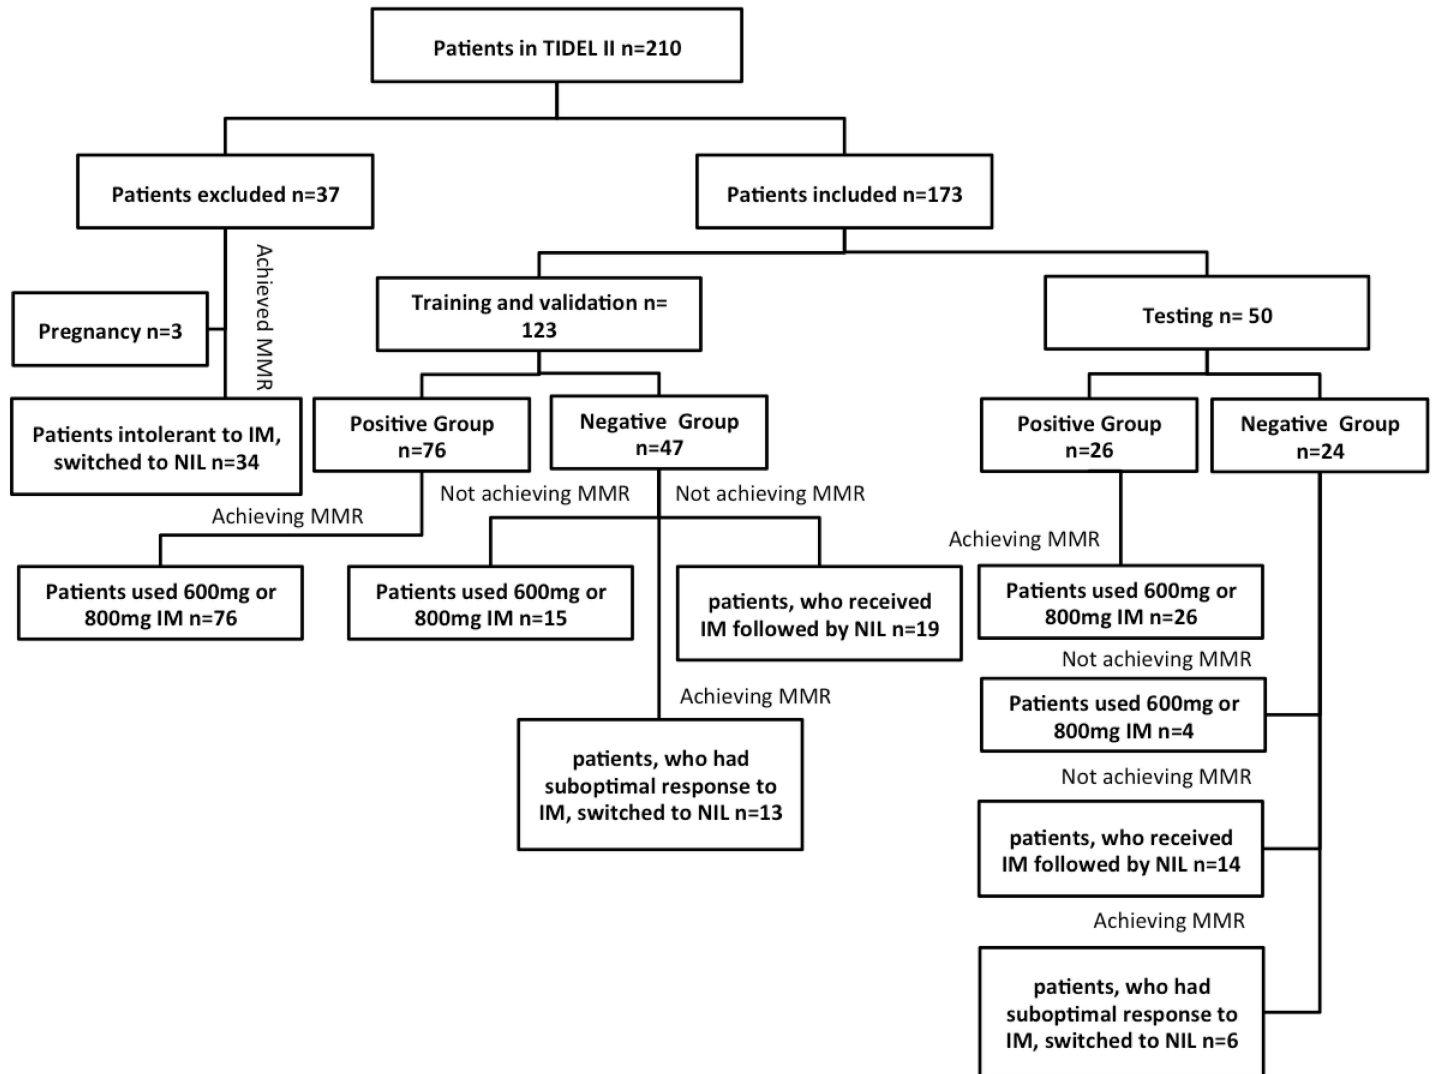 Patients in TIDEL II n=210
Patients excluded n=37
Patients included n=173
Achieved MMR
Pregnancy n=3
Patients intolerant to IM,
switched to NIL n=34
Training and validation n=
123
Testing n= 50
Positive Group
n=76
Negative Group
n=47
Positive Group
n=26
Negative Group
n=24
Achieving MMR
Not achieving MMR
Not achieving MMR
Achieving MMR
Patients used 600mg or
800mg IM n=76
Patients used 600mg or
800mg IM n=15
patients, who received
IM followed by NIL n=19
Patients used 600mg or
800mg IM n=26
Achieving MMR
patients, who had
suboptimal response to
IM, switched to NIL n=13
Not achieving MMR
Patients used 600mg or
800mg IM n=4
Not achieving MMR
patients, who received
IM followed by NIL n=14
Achieving MMR
patients, who had
suboptimal response to
IM, switched to NIL n=6